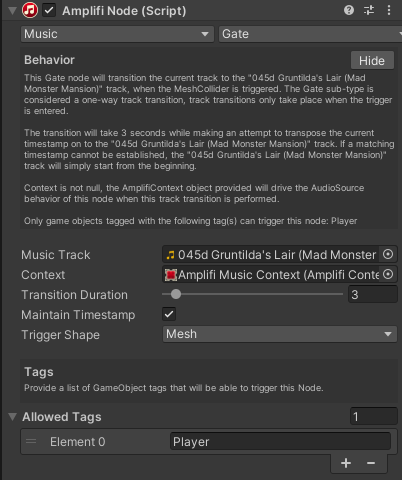 Amplifi Node (Script)
Music Gate
Behavior Hide
This Gate node will transition the current track to the "045d Gruntilda's Lair (Mad
Monster Mansion)" track, when the MeshCollider is triggered. The Gate sub-type is
considered a one-way track transition, track transitions only take place when the trigger
is entered.
The transition will take 3 seconds while making an attempt to transpose the current
timestamp on to the "045d Gruntilda's Lair (Mad Monster Mansion)" track. If a
matching timestamp cannot be established, the "045d Gruntilda's Lair (Mad Monster Mansion)"
track will simply start from the beginning.
Context is not null, the AmplifiContext object provided will drive the AudioSource
behavior of this node when this track transition is performed.
Only game objects tagged with the following tag(s) can trigger this node: Player
Music Track 045d Gruntilda's Lair (Mad Monster
Context Amplifi Music Context (Amplifi Conte
Transition Duration 3
Maintain Timestamp
Trigger Shape Mesh
Tags
Provide a list of GameObject tags that will be able to trigger this Node.
Allowed Tags 1
Element 0 Player
+ −